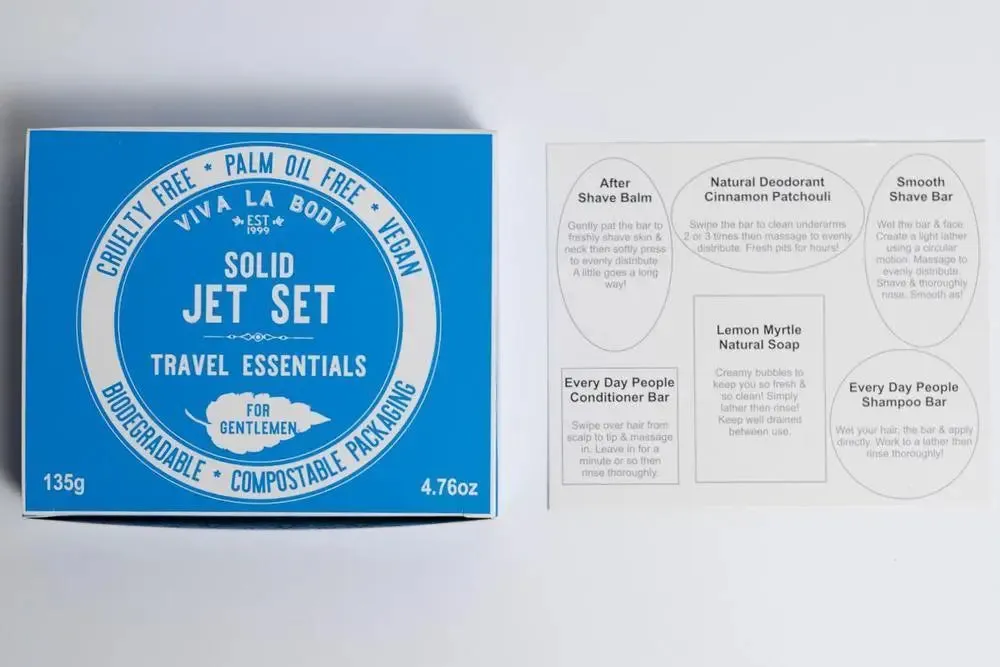 CRUELTY FREE * PALM OIL FREE * VEGAN
VIVA LA BODY
EST
1999
SOLID
JET SET
TRAVEL ESSENTIALS
FOR
GENTLEMEN
BIODEGRADABLE * COMPOSTABLE PACKAGING
135g
4.76oz
After
Shave Balm
Gently pat the bar to
freshly shave skin &
neck then softly press
to evenly distribute.
A little goes a long
way!
Natural Deodorant
Cinnamon Patchouli
Swipe the bar to clean underarms
2 or 3 times then massage to evenly
distribute. Fresh pits for hours!
Smooth
Shave Bar
Wet the bar & face.
Create a light lather
using a circular
motion. Massage to
evenly distribute.
Shave & thoroughly
rinse. Smooth as!
Every Day People
Conditioner Bar
Swipe over hair from
scalp to tip & massage
in. Leave in for a
minute or so then
rinse thoroughly.
Lemon Myrtle
Natural Soap
Creamy bubbles to
keep you so fresh &
so clean! Simply
lather then rinse!
Keep well drained
between use.
Every Day People
Shampoo Bar
Wet your hair, the bar & apply
directly. Work to a lather then
rinse thoroughly!